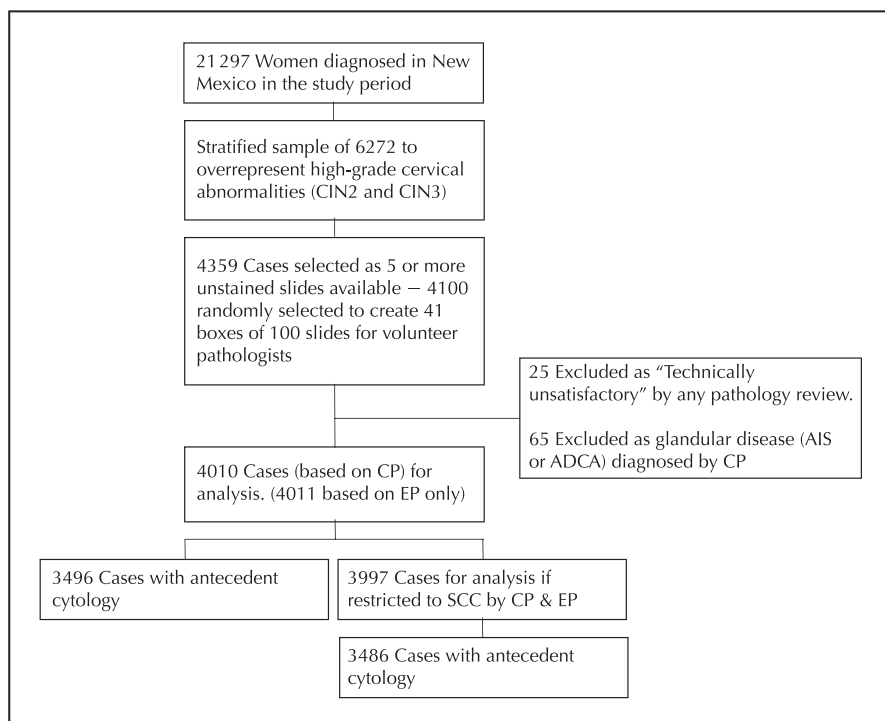 21 297 Women diagnosed in New
Mexico in the study period
Stratified sample of 6272 to
overrepresent high-grade cervical
abnormalities (CIN2 and CIN3)
4359 Cases selected as 5 or more
unstained slides available – 4100
randomly selected to create 41
boxes of 100 slides for volunteer
pathologists
25 Excluded as “Technically
unsatisfactory” by any pathology review.
65 Excluded as glandular disease (AIS
or ADCA) diagnosed by CP
4010 Cases (based on CP) for
analysis. (4011 based on EP only)
3496 Cases with antecedent
cytology
3997 Cases for analysis if
restricted to SCC by CP & EP
3486 Cases with antecedent
cytology